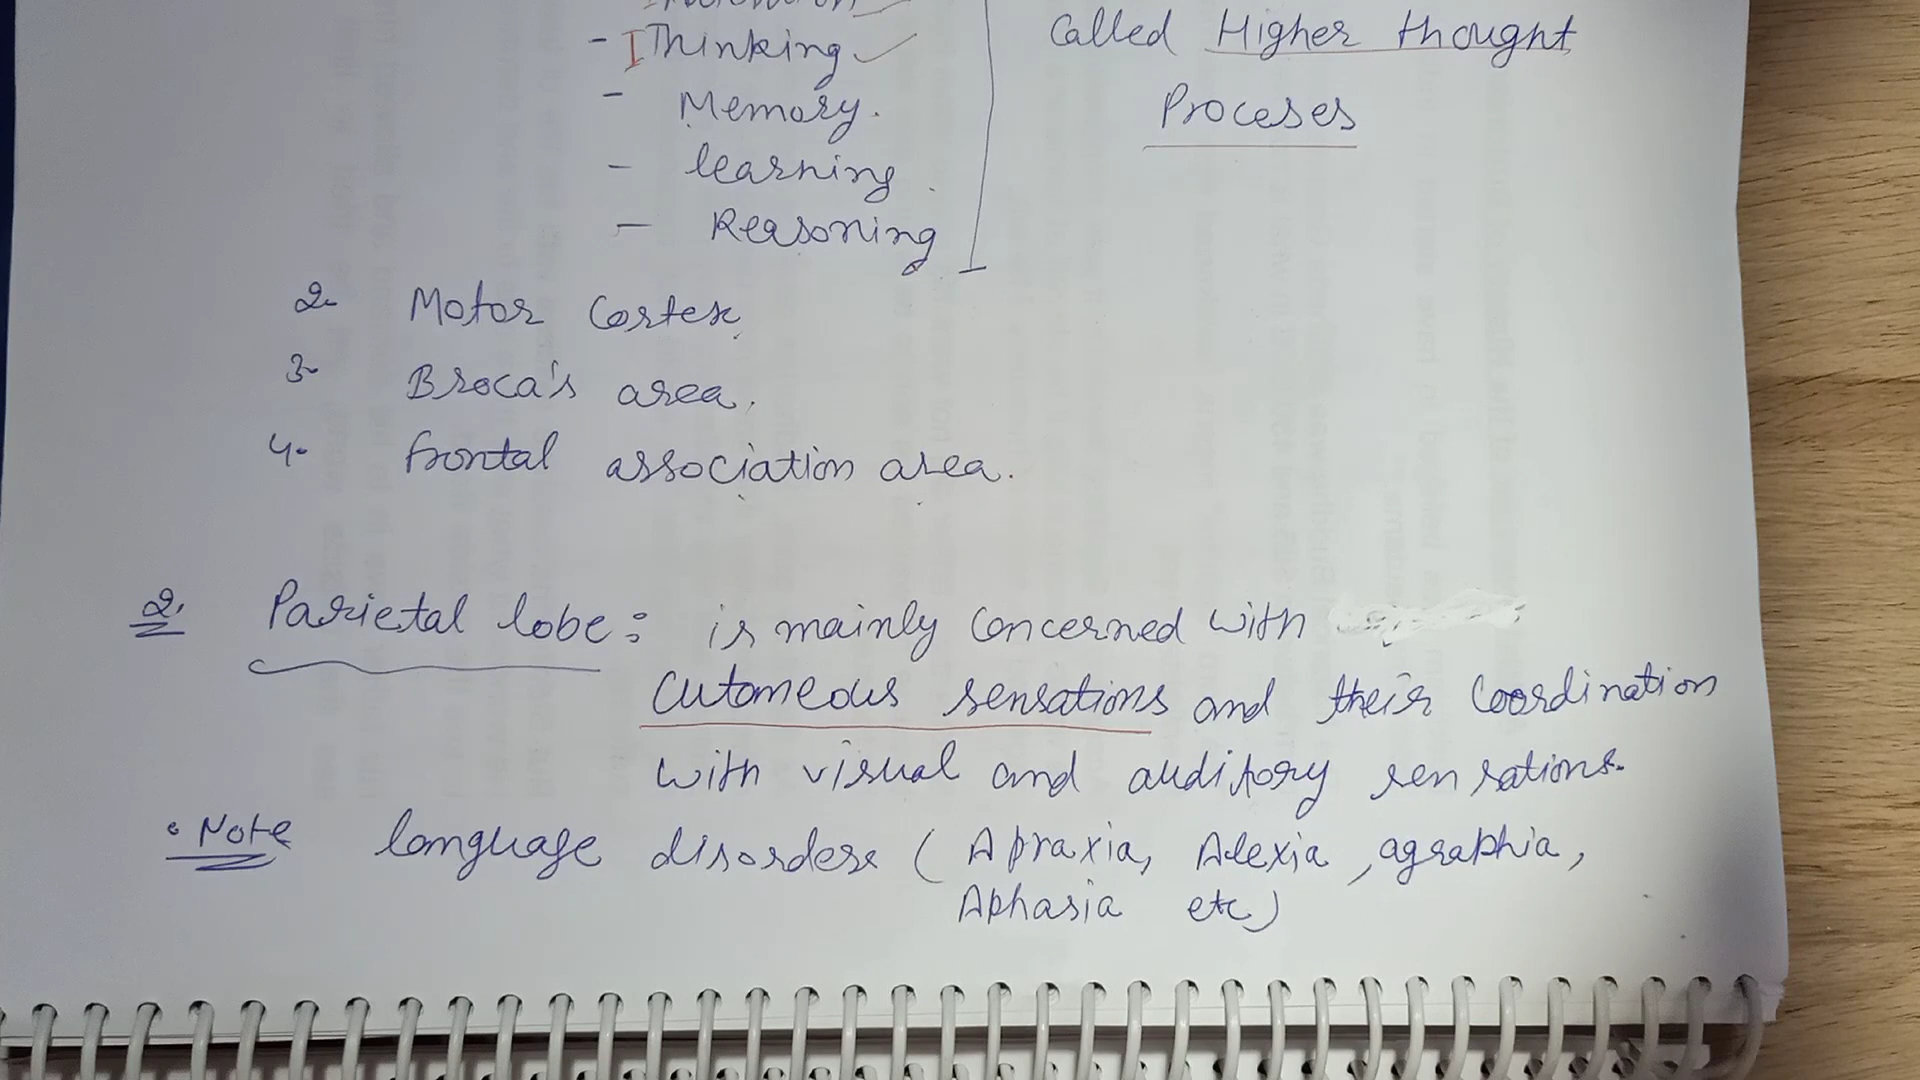 - Thinking
called Higher thought
- Memory.
Proceses
- learning
- Reasoning
2- Motor Cortex
3- Broca's area.
4. frontal association area.
2. Parietal lobe: is mainly concerned with
cutaneous sensations and their coordination
with visual and auditory sensations.
• Note language disorders (Apraxia, Alexia, agraphia,
Aphasia etc)